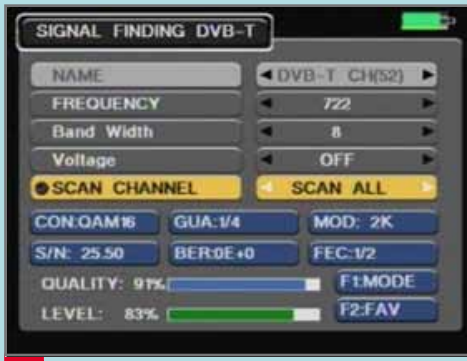 SIGNAL FINDING DVB-T
NAME DVB-T CH(52)
FREQUENCY 722
Band Width 8
Voltage OFF
SCAN CHANNEL SCAN ALL
CON:QAM16 GUA:1/4 MOD: 2K
S/N: 25.50 BER:0E+0 FEC:1/2
QUALITY: 91% F1:MODE
LEVEL: 83% F2:FAV